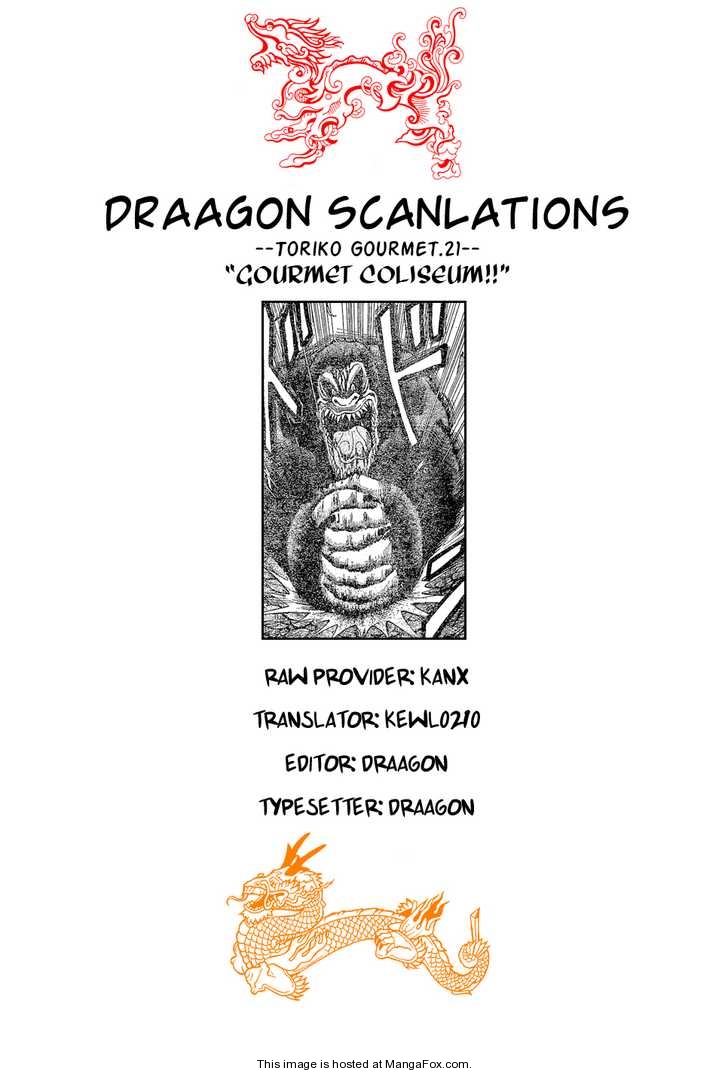 DRAAGON SCANLATIONS
--TORIKO GOURMET.21--
"GOURMET COLISEUM!!"
RAW PROVIDER: KANX
TRANSLATOR: KEWL0210
EDITOR: DRAAGON
TYPESETTER: DRAAGON
This image is hosted at MangaFox.com.